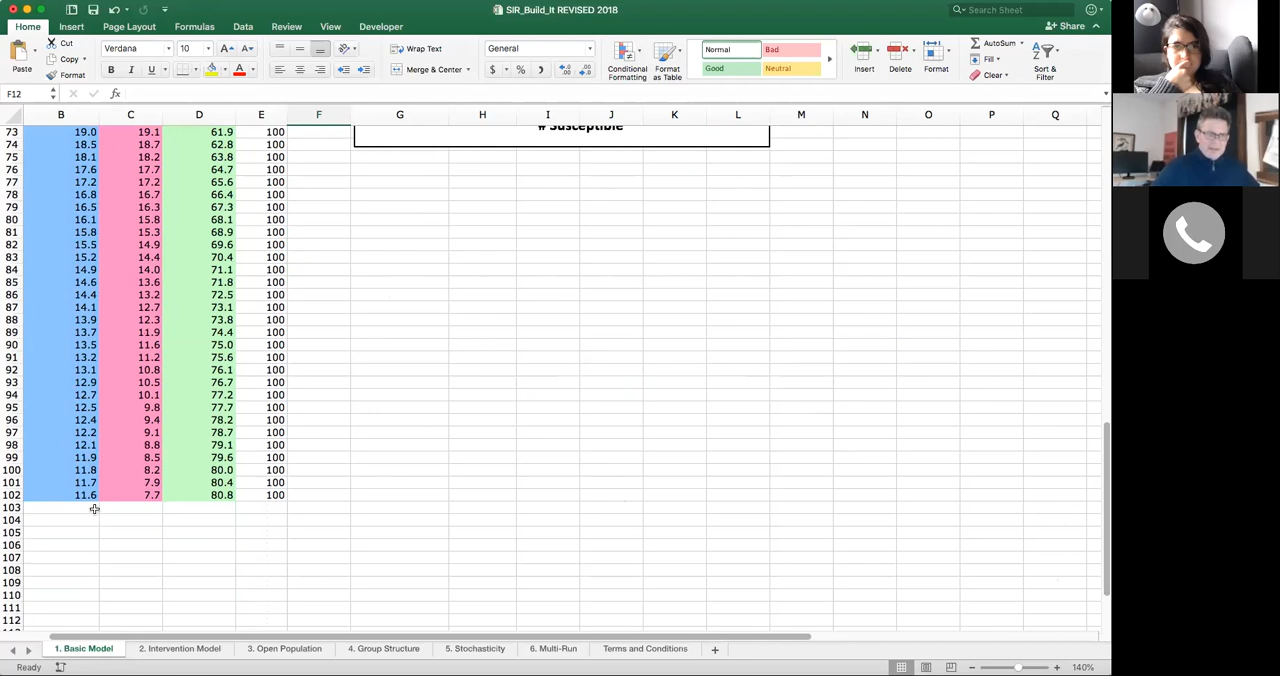 SIR_Build_It REVISED 2018
Search Sheet
Home Insert Page Layout Formulas Data Review View Developer
Share
Paste
Cut
Copy
Format
Verdana 10
B I U
Wrap Text
Merge & Center
General
$ % )
Conditional Formatting
Format as Table
Normal Bad
Good Neutral
Insert Delete Format
AutoSum
Fill
Clear
Sort & Filter
F12 fx
B C D E F G H I J K L M N O P Q
# Susceptible
73 19.0 19.1 61.9 100
74 18.5 18.7 62.8 100
75 18.1 18.2 63.8 100
76 17.6 17.7 64.7 100
77 17.2 17.2 65.6 100
78 16.8 16.7 66.4 100
79 16.5 16.3 67.3 100
80 16.1 15.8 68.1 100
81 15.8 15.3 68.9 100
82 15.5 14.9 69.6 100
83 15.2 14.4 70.4 100
84 14.9 14.0 71.1 100
85 14.6 13.6 71.8 100
86 14.4 13.2 72.5 100
87 14.1 12.7 73.1 100
88 13.9 12.3 73.8 100
89 13.7 11.9 74.4 100
90 13.5 11.6 75.0 100
91 13.2 11.2 75.6 100
92 13.1 10.8 76.1 100
93 12.9 10.5 76.7 100
94 12.7 10.1 77.2 100
95 12.5 9.8 77.7 100
96 12.4 9.4 78.2 100
97 12.2 9.1 78.7 100
98 12.1 8.8 79.1 100
99 11.9 8.5 79.6 100
100 11.8 8.2 80.0 100
101 11.7 7.9 80.4 100
102 11.6 7.7 80.8 100
103
104
105
106
107
108
109
110
111
112
1. Basic Model 2. Intervention Model 3. Open Population 4. Group Structure 5. Stochasticity 6. Multi-Run Terms and Conditions +
Ready
140%